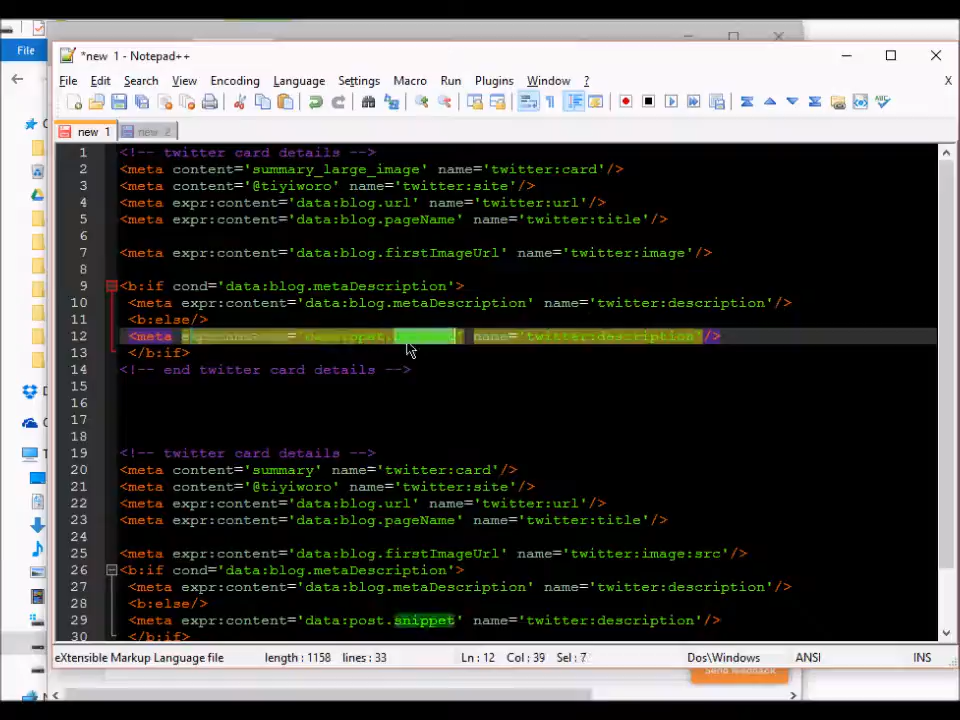 File
*new 1 - Notepad++
File Edit Search View Encoding Language Settings Macro Run Plugins Window ? X
new 1 new 2
1 <!-- twitter card details -->
2 <meta content='summary_large_image' name='twitter:card'/>
3 <meta content='@tiyiworo' name='twitter:site'/>
4 <meta expr:content='data:blog.url' name='twitter:url'/>
5 <meta expr:content='data:blog.pageName' name='twitter:title'/>
6
7 <meta expr:content='data:blog.firstImageUrl' name='twitter:image'/>
8
9 <b:if cond='data:blog.metaDescription'>
10 <meta expr:content='data:blog.metaDescription' name='twitter:description'/>
11 <b:else/>
12 <meta name='twitter:description'/>
13 </b:if>
14 <!-- end twitter card details -->
15
16
17
18
19 <!-- twitter card details -->
20 <meta content='summary' name='twitter:card'/>
21 <meta content='@tiyiworo' name='twitter:site'/>
22 <meta expr:content='data:blog.url' name='twitter:url'/>
23 <meta expr:content='data:blog.pageName' name='twitter:title'/>
24
25 <meta expr:content='data:blog.firstImageUrl' name='twitter:image:src'/>
26 <b:if cond='data:blog.metaDescription'>
27 <meta expr:content='data:blog.metaDescription' name='twitter:description'/>
28 <b:else/>
29 <meta expr:content='data:post.snippet' name='twitter:description'/>
30 </b:if>
eXtensible Markup Language file length : 1158 lines : 33 Ln : 12 Col : 39 Sel : 7 Dos\Windows ANSI INS